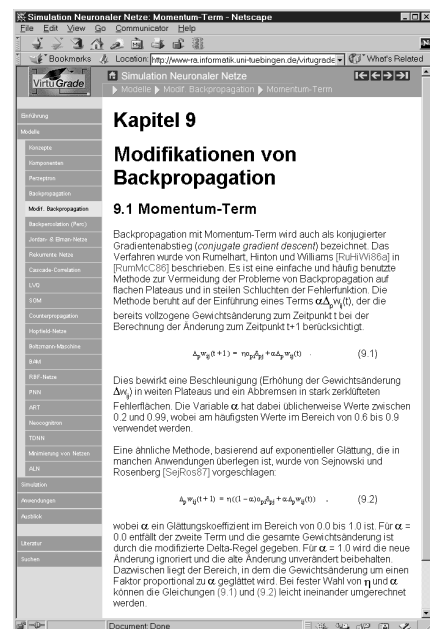 Simulation Neuronaler Netze: Momentum-Term - Netscape
File Edit View Go Communicator Help
Bookmarks Location: http://www-ra.informatik.uni-tuebingen.de/virtugrade What's Related
VirtuGrade
Simulation Neuronaler Netze
Modelle Modif. Backpropagation Momentum-Term
Einführung
Modelle
Konzepte
Komponenten
Perzeptron
Backpropagation
Modif. Backpropagation
Backpercolation (Perc)
Jordan- & Elman-Netze
Rekurrente Netze
Cascade-Correlation
LVQ
SOM
Counterpropagation
Hopfield-Netze
Boltzmann-Maschine
BAM
RBF-Netze
PNN
ART
Neocognitron
TDNN
Minimierung von Netzen
ALN
Simulation
Anwendungen
Ausblick
Literatur
Suchen
Kapitel 9
Modifikationen von
Backpropagation
9.1 Momentum-Term
Backpropagation mit Momentum-Term wird auch als konjugierter
Gradientenabstieg (conjugate gradient descent) bezeichnet. Das
Verfahren wurde von Rumelhart, Hinton und Williams [RuHiWi86a] in
[RumMcC86] beschrieben. Es ist eine einfache und häufig benutzte
Methode zur Vermeidung der Probleme von Backpropagation auf
flachen Plateaus und in steilen Schluchten der Fehlerfunktion. Die
Methode beruht auf der Einführung eines Terms αΔpwij(t), der die
bereits vollzogene Gewichtsänderung zum Zeitpunkt t bei der
Berechnung der Änderung zum Zeitpunkt t+1 berücksichtigt.
Δpwij(t+1) = ηopiδpj + αΔpwij(t) . (9.1)
Dies bewirkt eine Beschleunigung (Erhöhung der Gewichtsänderung
Δwij) in weiten Plateaus und ein Abbremsen in stark zerklüfteten
Fehlerflächen. Die Variable α hat dabei üblicherweise Werte zwischen
0.2 und 0.99, wobei am häufigsten Werte im Bereich von 0.6 bis 0.9
verwendet werden.
Eine ähnliche Methode, basierend auf exponentieller Glättung, die in
manchen Anwendungen überlegen ist, wurde von Sejnowski und
Rosenberg [SejRos87] vorgeschlagen:
Δpwij(t+1) = η((1-α)opiδpj + αΔpwij(t)) . (9.2)
wobei α ein Glättungskoeffizient im Bereich von 0.0 bis 1.0 ist. Für α =
0.0 entfällt der zweite Term und die gesamte Gewichtsänderung ist
durch die modifizierte Delta-Regel gegeben. Für α = 1.0 wird die neue
Änderung ignoriert und die alte Änderung unverändert beibehalten.
Dazwischen liegt der Bereich, in dem die Gewichtsänderung um einen
Faktor proportional zu α geglättet wird. Bei fester Wahl von η und α
können die Gleichungen (9.1) und (9.2) leicht ineinander umgerechnet
werden.
Document: Done